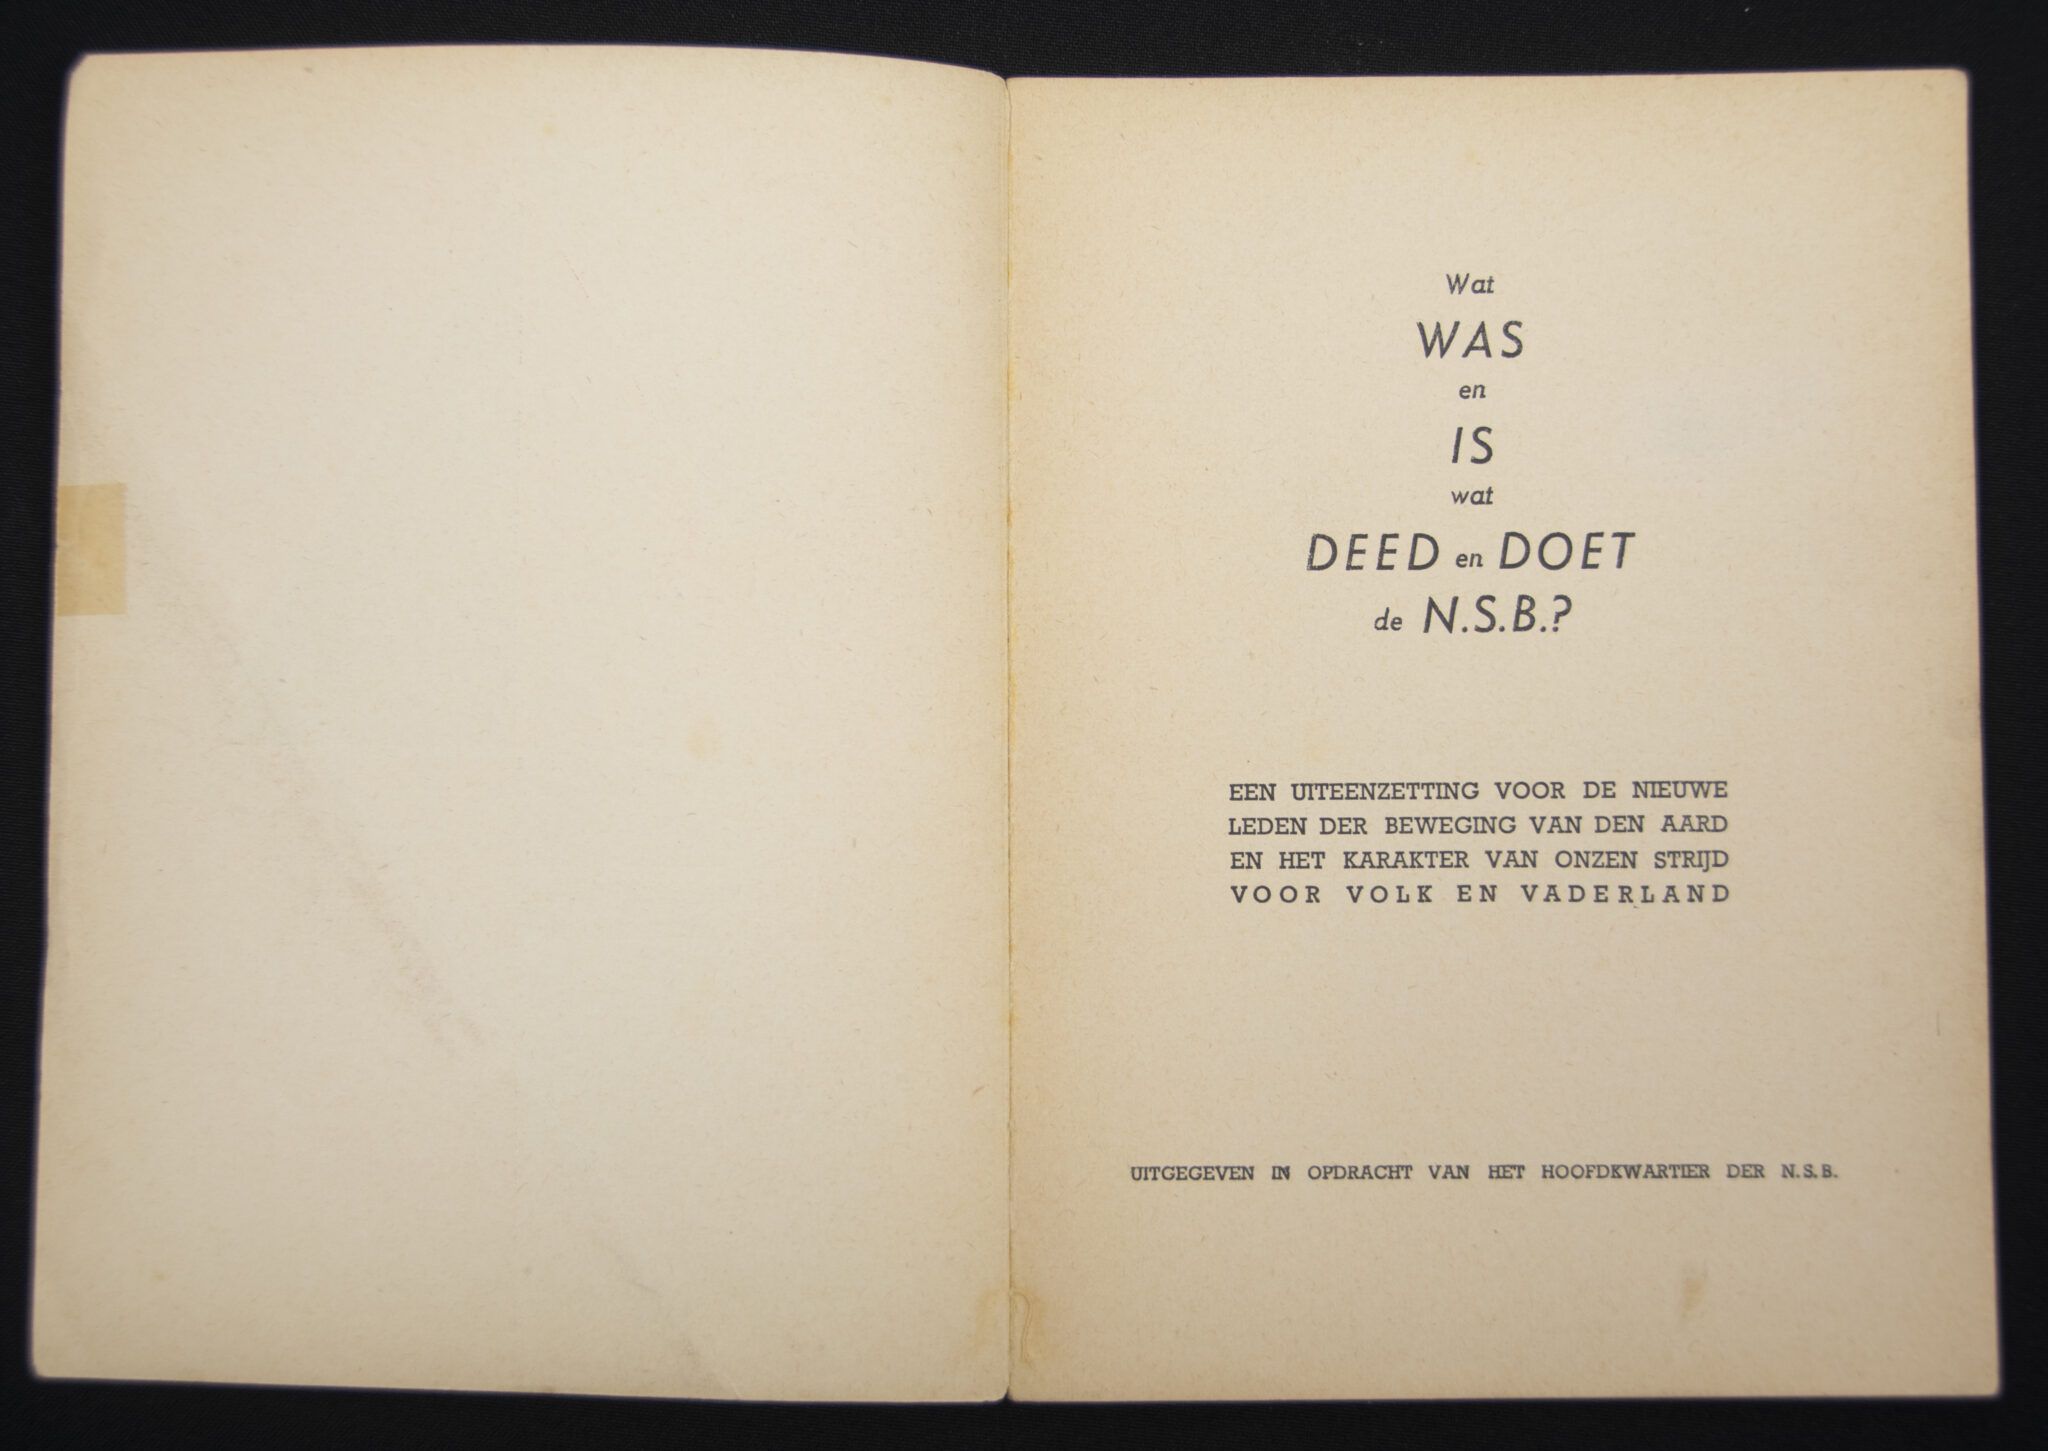 Wat
WAS
en
IS
wat
DEED en DOET
de N.S.B.?
EEN UITEENZETTING VOOR DE NIEUWE
LEDEN DER BEWEGING VAN DEN AARD
EN HET KARAKTER VAN ONZEN STRIJD
VOOR VOLK EN VADERLAND
UITGEGEVEN IN OPDRACHT VAN HET HOOFDKWARTIER DER N.S.B.